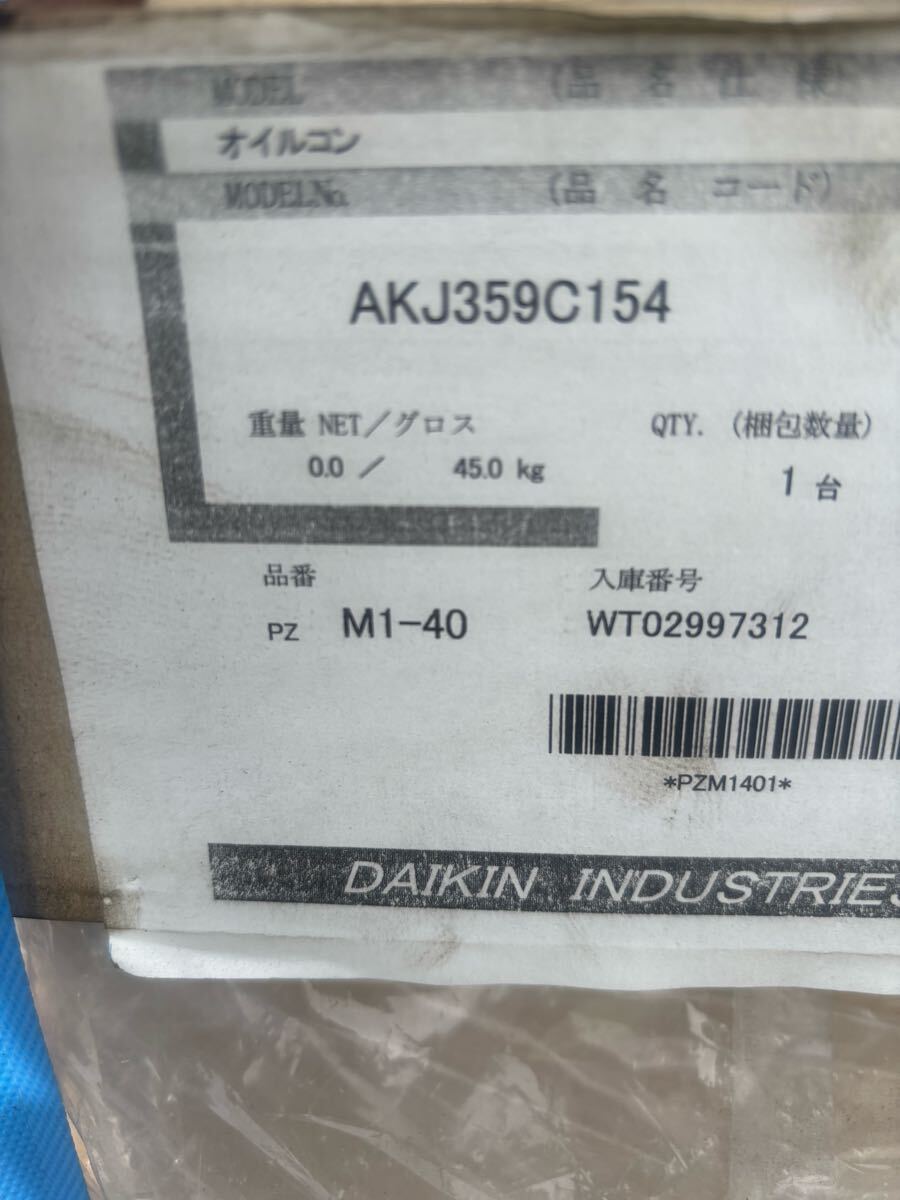 MODEL (品 名 仕 様)
オイルコン
MODELNo. (品 名 コード)
AKJ359C154
重量 NET／グロス QTY. (梱包数量)
0.0 ／ 45.0 kg 1 台
品番 入庫番号
PZ M1-40 WT02997312
*PZM1401*
DAIKIN INDUSTRIES